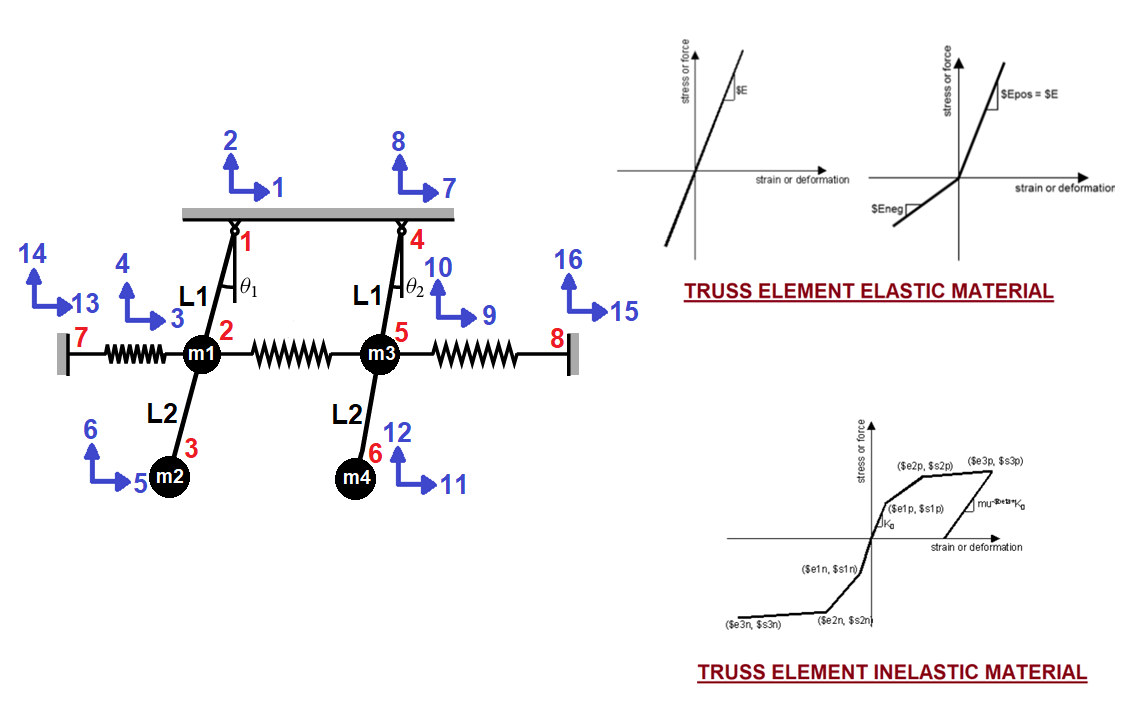 2
1
8
7
1
4
θ1
θ2
L1
L1
14
13
4
3
10
9
16
15
7
2
5
8
m1
m3
L2
L2
6
5
3
m2
6
m4
12
11
stress or force
$E
strain or deformation
stress or force
$Epos = $E
strain or deformation
$Eneg
TRUSS ELEMENT ELASTIC MATERIAL
stress or force
($e2p, $s2p)
($e3p, $s3p)
($e1p, $s1p)
K0
strain or deformation
($e1n, $s1n)
($e2n, $s2n)
($e3n, $s3n)
TRUSS ELEMENT INELASTIC MATERIAL